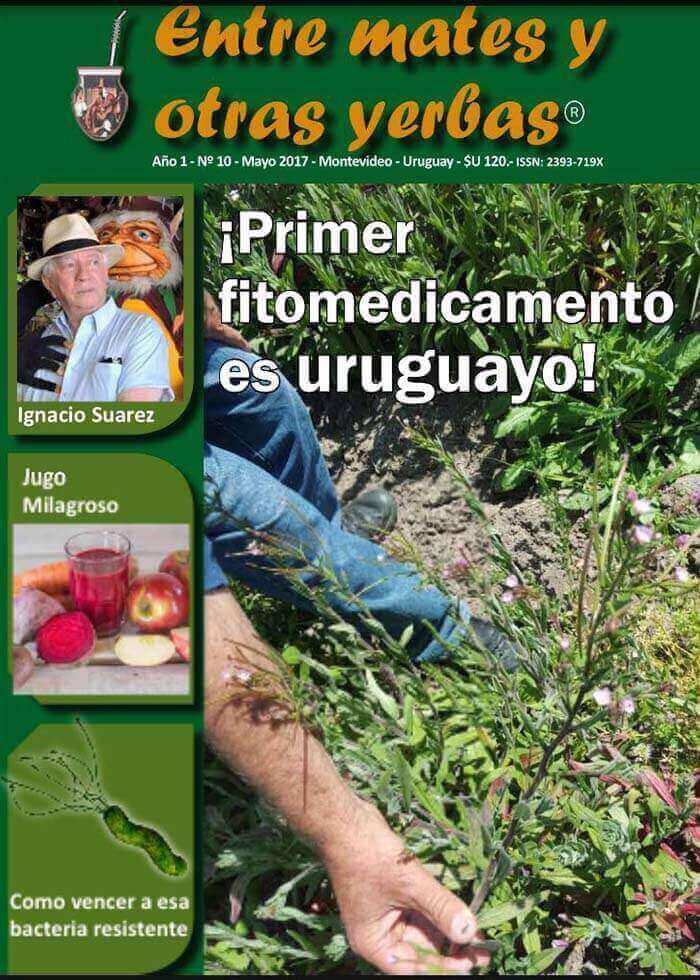 Entre mates y
otras yerbas®
Año 1 - Nº 10 - Mayo 2017 - Montevideo - Uruguay - $U 120.- ISSN: 2393-719X
¡Primer
fitomedicamento
es uruguayo!
Ignacio Suarez
Jugo
Milagroso
Como vencer a esa
bacteria resistente